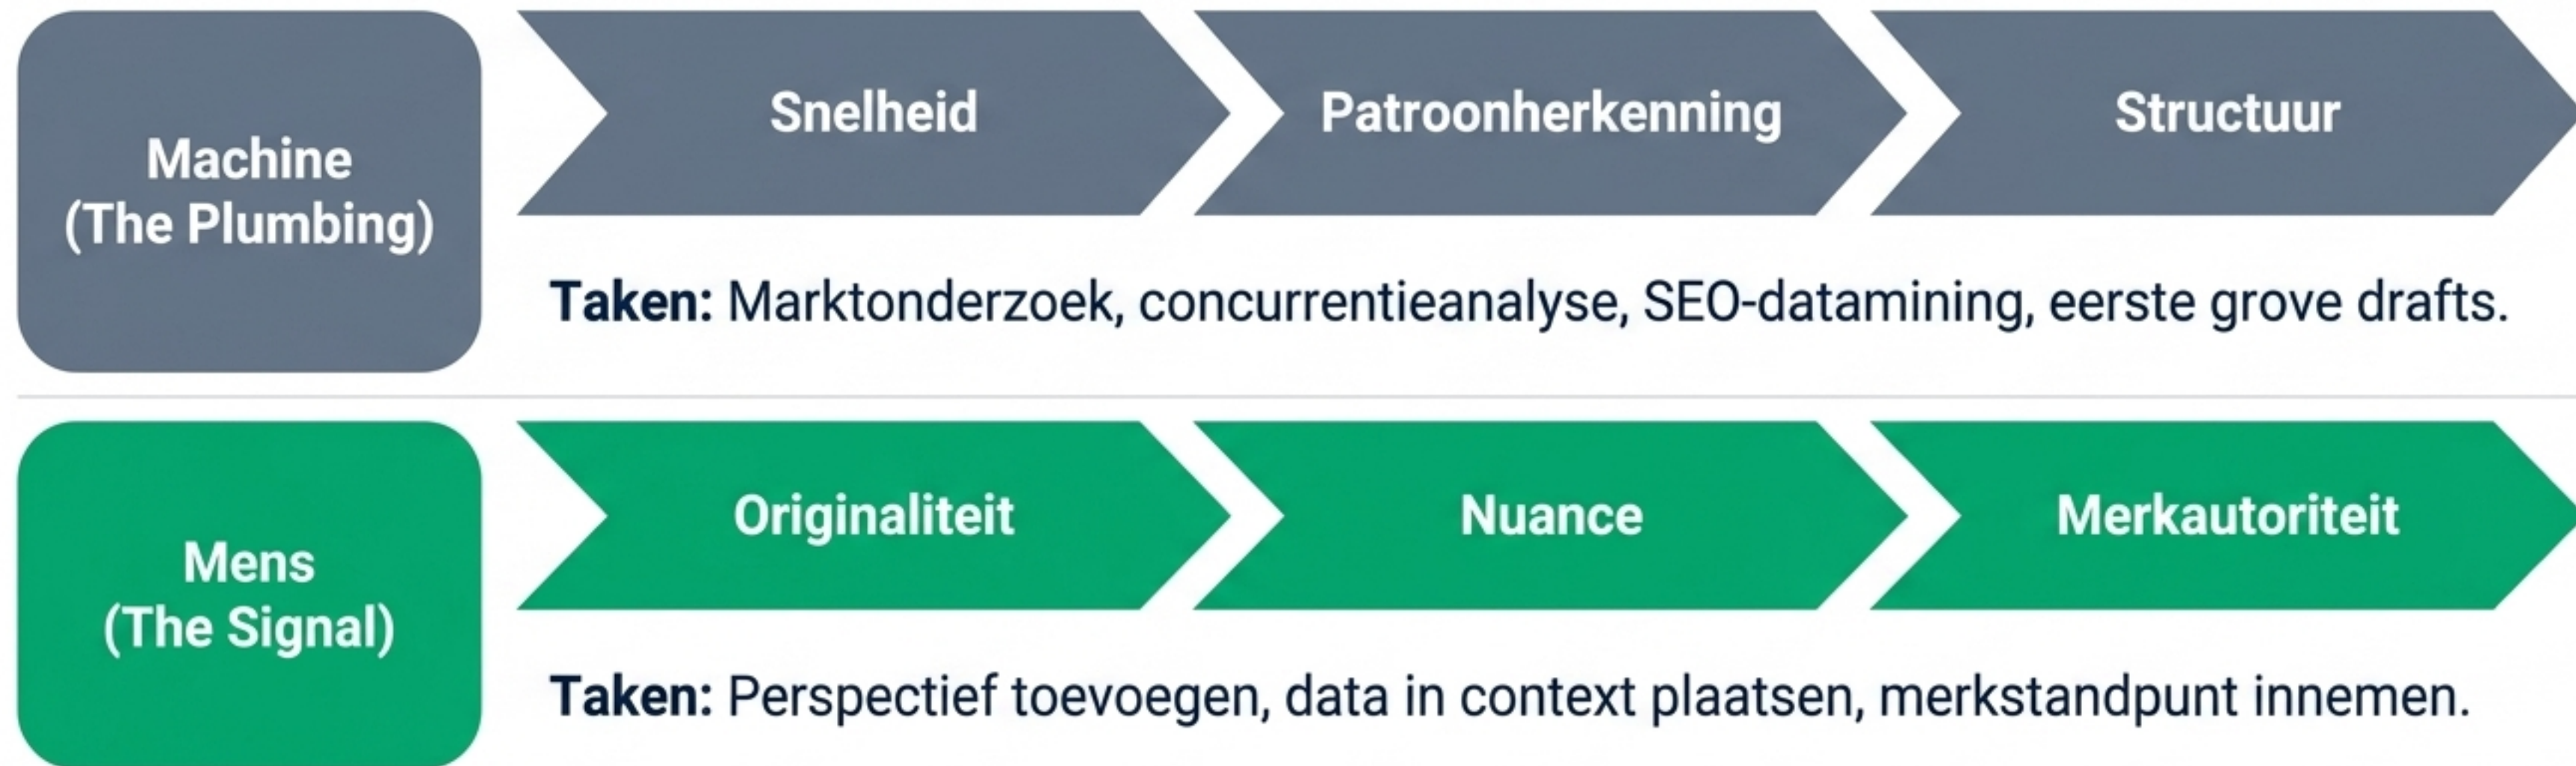 Machine
(The Plumbing)
Snelheid
Patroonherkenning
Structuur
Taken: Marktonderzoek, concurrentieanalyse, SEO-datamining, eerste grove drafts.
Mens
(The Signal)
Originaliteit
Nuance
Merkautoriteit
Taken: Perspectief toevoegen, data in context plaatsen, merkstandpunt innemen.